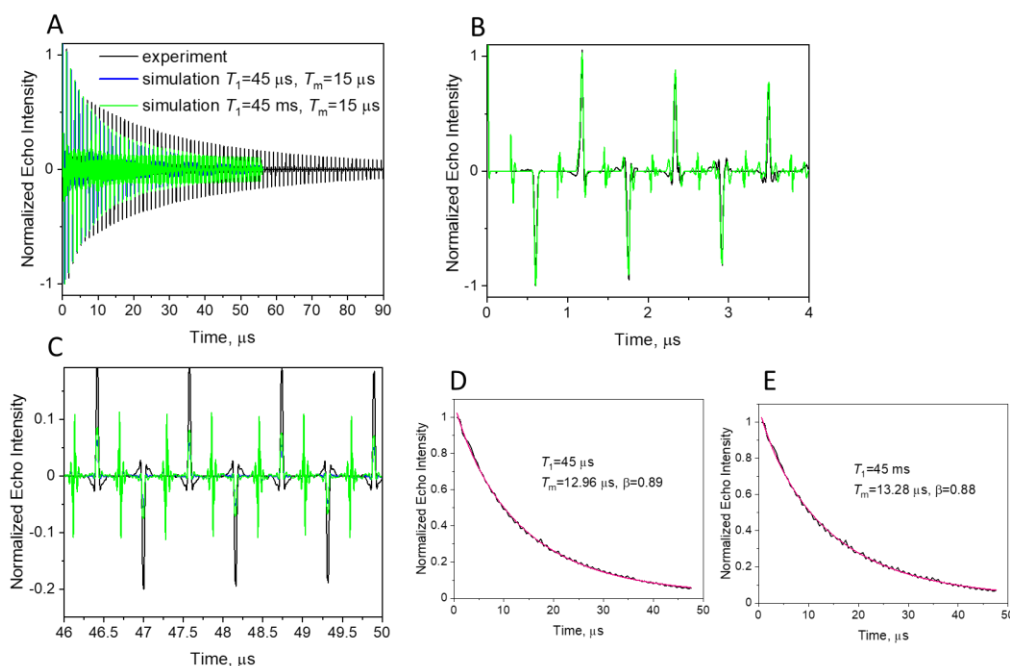 A
1
0
-1
Normalized Echo Intensity
experiment
simulation T1=45 μs, Tm=15 μs
simulation T1=45 ms, Tm=15 μs
0 10 20 30 40 50 60 70 80 90
Time, μs
B
1
0
-1
Normalized Echo Intensity
0 1 2 3 4
Time, μs
C
0.1
0
-0.1
-0.2
Normalized Echo Intensity
46 46.5 47 47.5 48 48.5 49 49.5 50
Time, μs
D
1
0.8
0.6
0.4
0.2
0
Normalized Echo Intensity
T1=45 μs
Tm=12.96 μs, β=0.89
0 10 20 30 40 50
Time, μs
E
1
0.8
0.6
0.4
0.2
0
Normalized Echo Intensity
T1=45 ms
Tm=13.28 μs, β=0.88
0 10 20 30 40 50
Time, μs